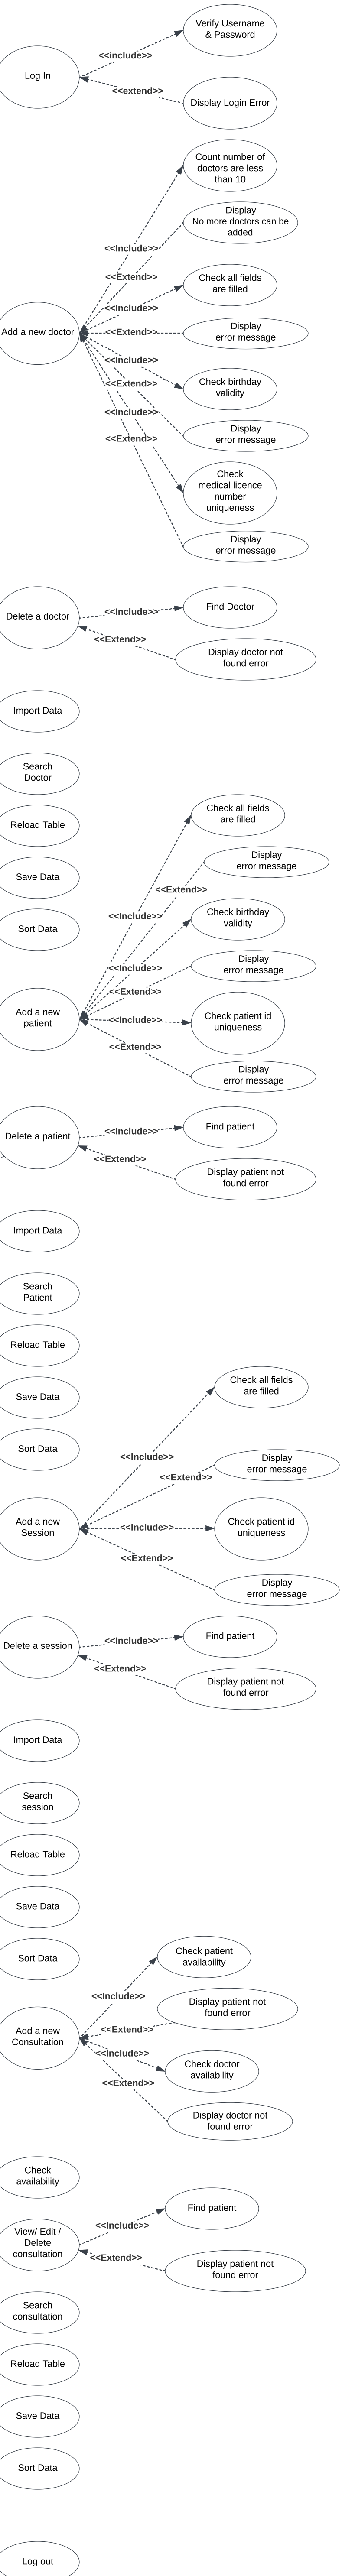 Verify Username
& Password
<<include>>
Log In
<<extend>>
Display Login Error
Count number of
doctors are less
than 10
Display
No more doctors can be
added
<<Include>>
<<Extend>>
Check all fields
are filled
<<Include>>
Add a new doctor
<<Extend>>
Display
error message
<<Include>>
<<Extend>>
Check birthday
validity
<<Include>>
<<Extend>>
Display
error message
Check
medical licence
number
uniqueness
Display
error message
Delete a doctor
<<Include>>
Find Doctor
<<Extend>>
Display doctor not
found error
Import Data
Search
Doctor
Reload Table
Check all fields
are filled
Save Data
Display
error message
<<Extend>>
<<Include>>
Check birthday
validity
Sort Data
<<Include>>
Display
error message
<<Extend>>
Add a new
patient
<<Include>>
Check patient id
uniqueness
<<Extend>>
Display
error message
Delete a patient
<<Include>>
Find patient
<<Extend>>
Display patient not
found error
Import Data
Search
Patient
Reload Table
Check all fields
are filled
Save Data
Sort Data
<<Include>>
<<Extend>>
Display
error message
Add a new
Session
<<Include>>
Check patient id
uniqueness
<<Extend>>
Display
error message
Delete a session
<<Include>>
Find patient
<<Extend>>
Display patient not
found error
Import Data
Search
session
Reload Table
Save Data
Sort Data
Check patient
availability
<<Include>>
Display patient not
found error
Add a new
Consultation
<<Extend>>
<<Include>>
Check doctor
availability
<<Extend>>
Display doctor not
found error
Check
availability
Find patient
View/ Edit /
Delete
consultation
<<Include>>
<<Extend>>
Display patient not
found error
Search
consultation
Reload Table
Save Data
Sort Data
Log out